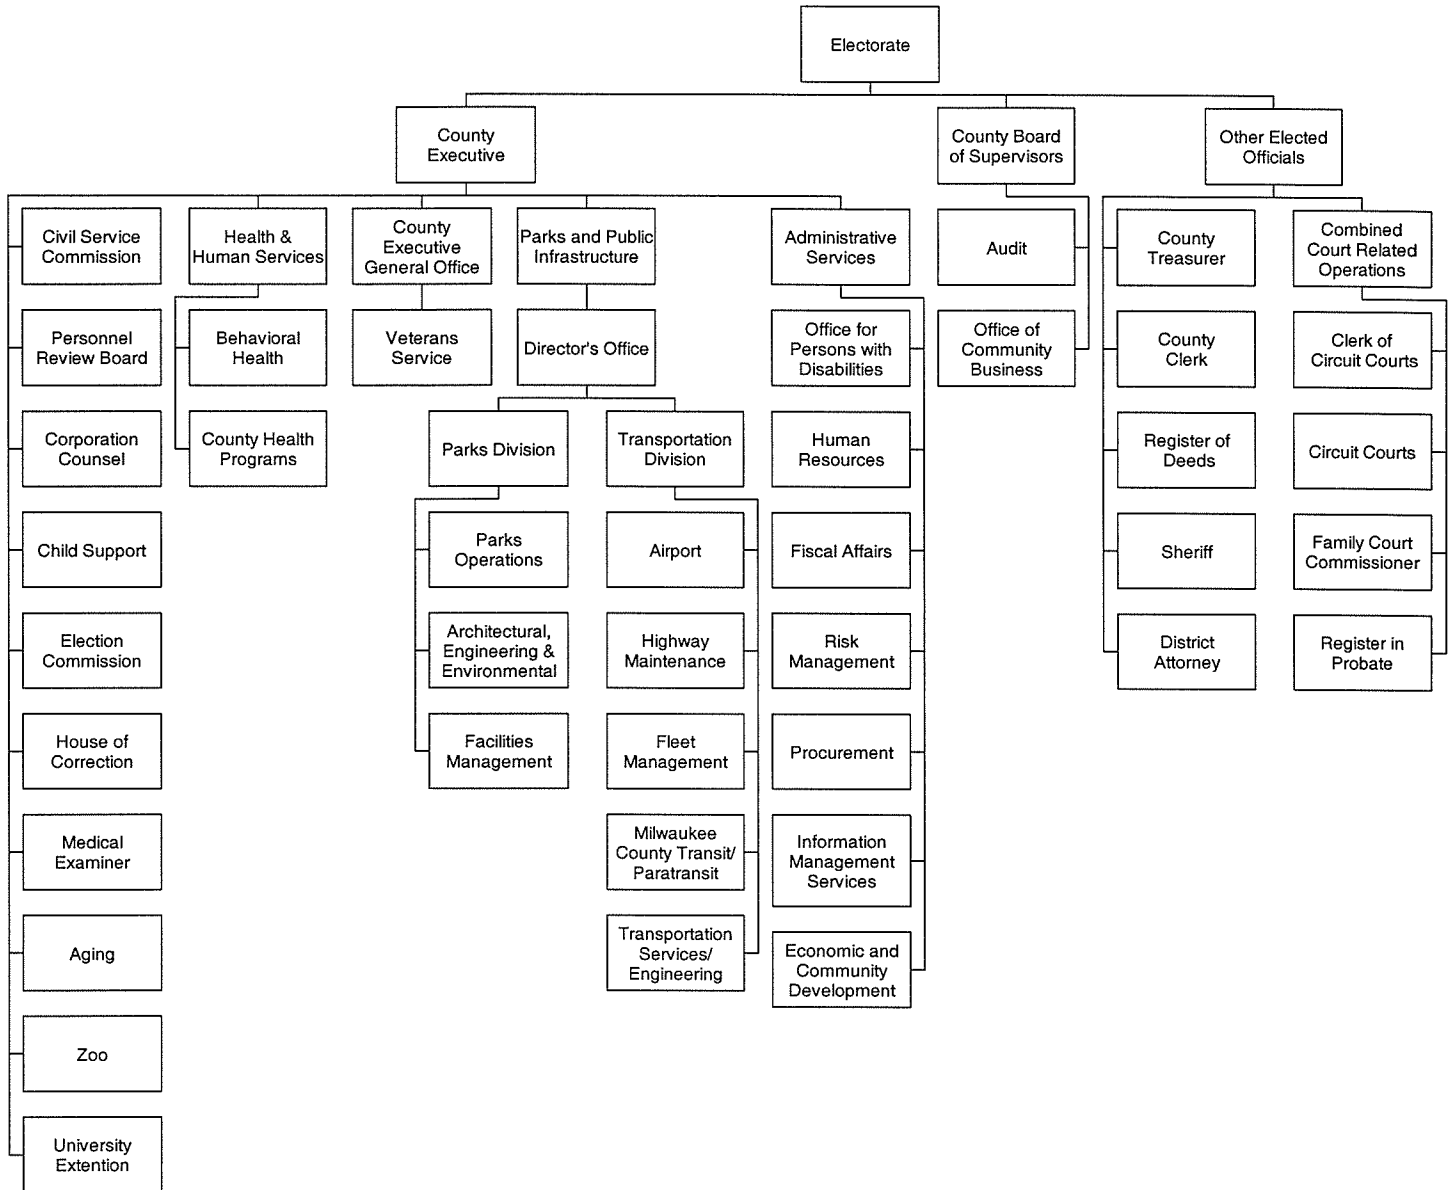 Electorate
County
Executive
County Board
of Supervisors
Other Elected
Officials
Civil Service
Commission
Health &
Human Services
County
Executive
General Office
Parks and Public
Infrastructure
Administrative
Services
Audit
County
Treasurer
Combined
Court Related
Operations
Personnel
Review Board
Behavioral
Health
Veterans
Service
Director's Office
Office for
Persons with
Disabilities
Office of
Community
Business
County
Clerk
Clerk of
Circuit Courts
Corporation
Counsel
County Health
Programs
Parks Division
Transportation
Division
Human
Resources
Register of
Deeds
Circuit Courts
Child Support
Parks
Operations
Airport
Fiscal Affairs
Sheriff
Family Court
Commissioner
Election
Commission
Architectural,
Engineering &
Environmental
Highway
Maintenance
Risk
Management
District
Attorney
Register in
Probate
House of
Correction
Facilities
Management
Fleet
Management
Procurement
Medical
Examiner
Milwaukee
County Transit/
Paratransit
Information
Management
Services
Aging
Transportation
Services/
Engineering
Economic and
Community
Development
Zoo
University
Extention